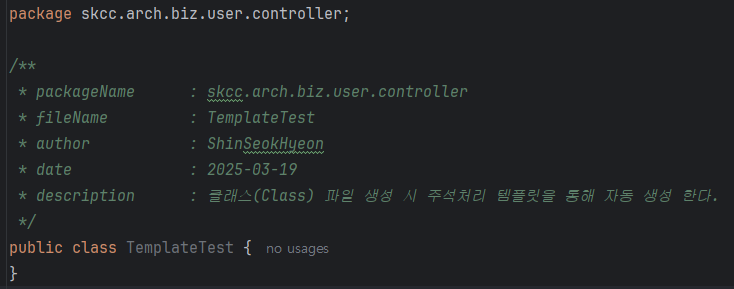 package skcc.arch.biz.user.controller;
/**
 * packageName      : skcc.arch.biz.user.controller
 * fileName         : TemplateTest
 * author           : ShinSeokHyeon
 * date             : 2025-03-19
 * description      : 클래스(Class) 파일 생성 시 주석처리 템플릿을 통해 자동 생성 한다.
 */
public class TemplateTest {  no usages
}